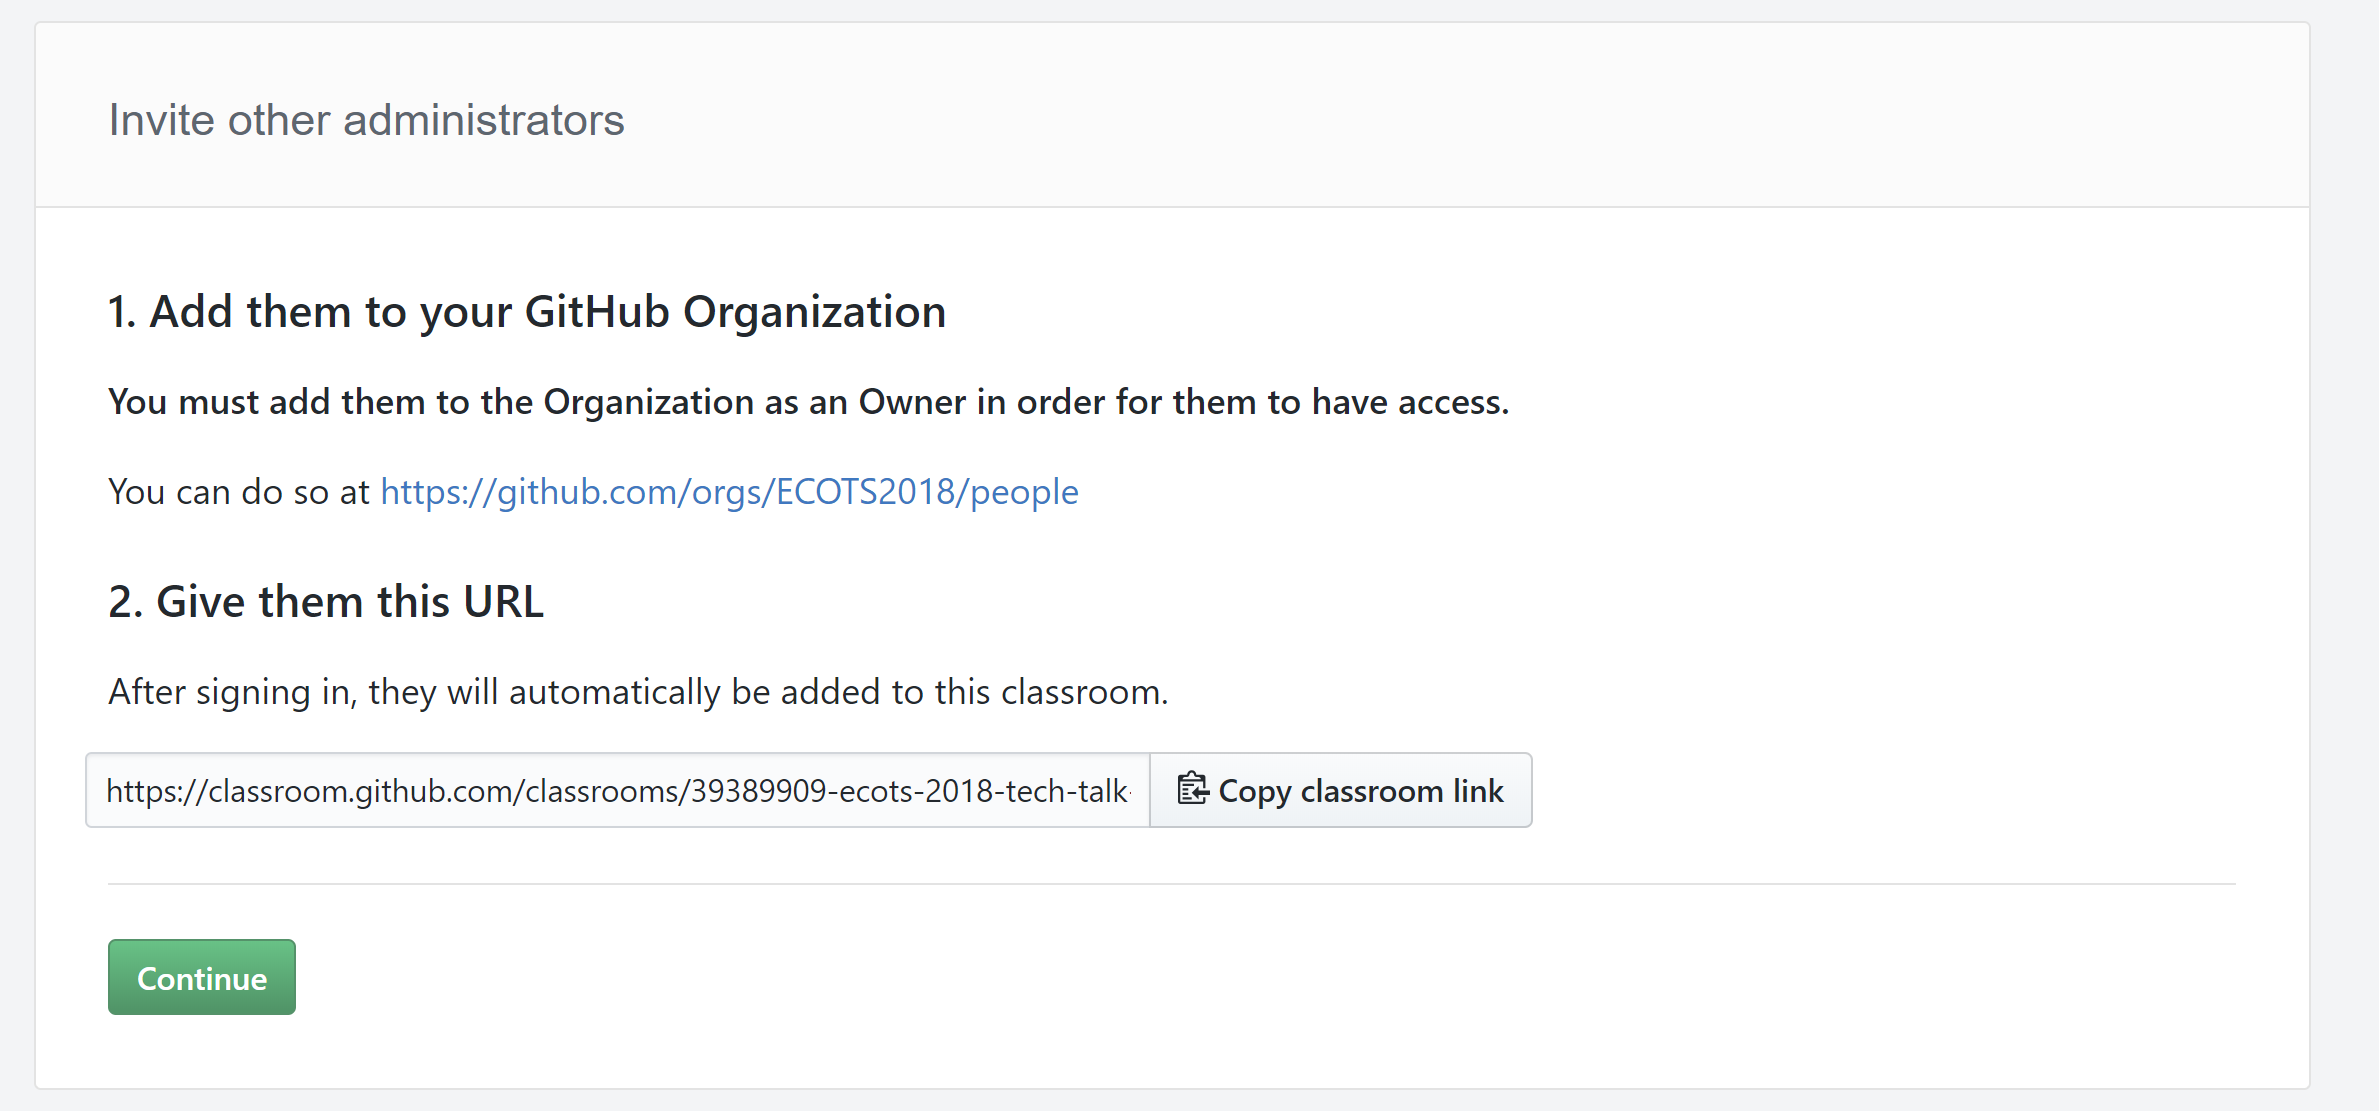 Invite other administrators
1. Add them to your GitHub Organization
You must add them to the Organization as an Owner in order for them to have access.
You can do so at https://github.com/orgs/ECOTS2018/people
2. Give them this URL
After signing in, they will automatically be added to this classroom.
https://classroom.github.com/classrooms/39389909-ecots-2018-tech-talk-
Copy classroom link
Continue